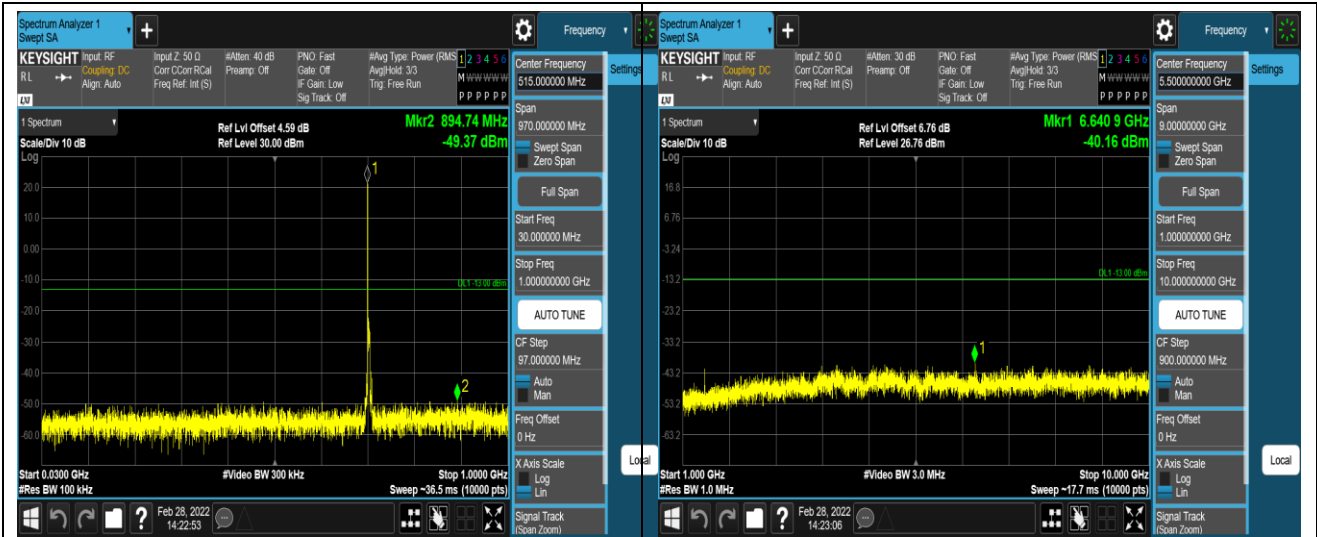 Spectrum Analyzer 1
Swept SA
+
Frequency
KEYSIGHT
Input: RF
Coupling: DC
Align: Auto
Input Z: 50 Ω
Corr CCorr RCal
Freq Ref: Int (S)
#Atten: 40 dB
Preamp: Off
PNO: Fast
Gate: Off
IF Gain: Low
Sig Track: Off
#Avg Type: Power (RMS
Avg|Hold: 3/3
Trig: Free Run
1 2 3 4 5 6
M W W W W W
P P P P P P
RL
LXI
Center Frequency
515.000000 MHz
Settings
Span
970.000000 MHz
Swept Span
Zero Span
Full Span
Start Freq
30.000000 MHz
Stop Freq
1.000000000 GHz
AUTO TUNE
CF Step
97.000000 MHz
Auto
Man
Freq Offset
0 Hz
X Axis Scale
Log
Lin
Signal Track
(Span Zoom)
Local
1 Spectrum
Scale/Div 10 dB
Log
Ref Lvl Offset 4.59 dB
Ref Level 30.00 dBm
Mkr2 894.74 MHz
-49.37 dBm
1
20.0
10.0
0.00
-10.0
DL1 -13.00 dBm
-20.0
-30.0
-40.0
2
-50.0
-60.0
Start 0.0300 GHz
#Res BW 100 kHz
#Video BW 300 kHz
Stop 1.0000 GHz
Sweep ~36.5 ms (10000 pts)
?
Feb 28, 2022
14:22:53
Spectrum Analyzer 1
Swept SA
+
Frequency
KEYSIGHT
Input: RF
Coupling: DC
Align: Auto
Input Z: 50 Ω
Corr CCorr RCal
Freq Ref: Int (S)
#Atten: 30 dB
Preamp: Off
PNO: Fast
Gate: Off
IF Gain: Low
Sig Track: Off
#Avg Type: Power (RMS
Avg|Hold: 3/3
Trig: Free Run
1 2 3 4 5 6
M W W W W W
P P P P P P
RL
LXI
Center Frequency
5.500000000 GHz
Settings
Span
9.00000000 GHz
Swept Span
Zero Span
Full Span
Start Freq
1.000000000 GHz
Stop Freq
10.000000000 GHz
AUTO TUNE
CF Step
900.000000 MHz
Auto
Man
Freq Offset
0 Hz
X Axis Scale
Log
Lin
Signal Track
(Span Zoom)
Local
1 Spectrum
Scale/Div 10 dB
Log
Ref Lvl Offset 6.76 dB
Ref Level 26.76 dBm
Mkr1 6.640 9 GHz
-40.16 dBm
16.8
6.76
-3.24
-13.2
DL1 -13.00 dBm
-23.2
-33.2
1
-43.2
-53.2
-63.2
Start 1.000 GHz
#Res BW 1.0 MHz
#Video BW 3.0 MHz
Stop 10.000 GHz
Sweep ~17.7 ms (10000 pts)
?
Feb 28, 2022
14:23:06